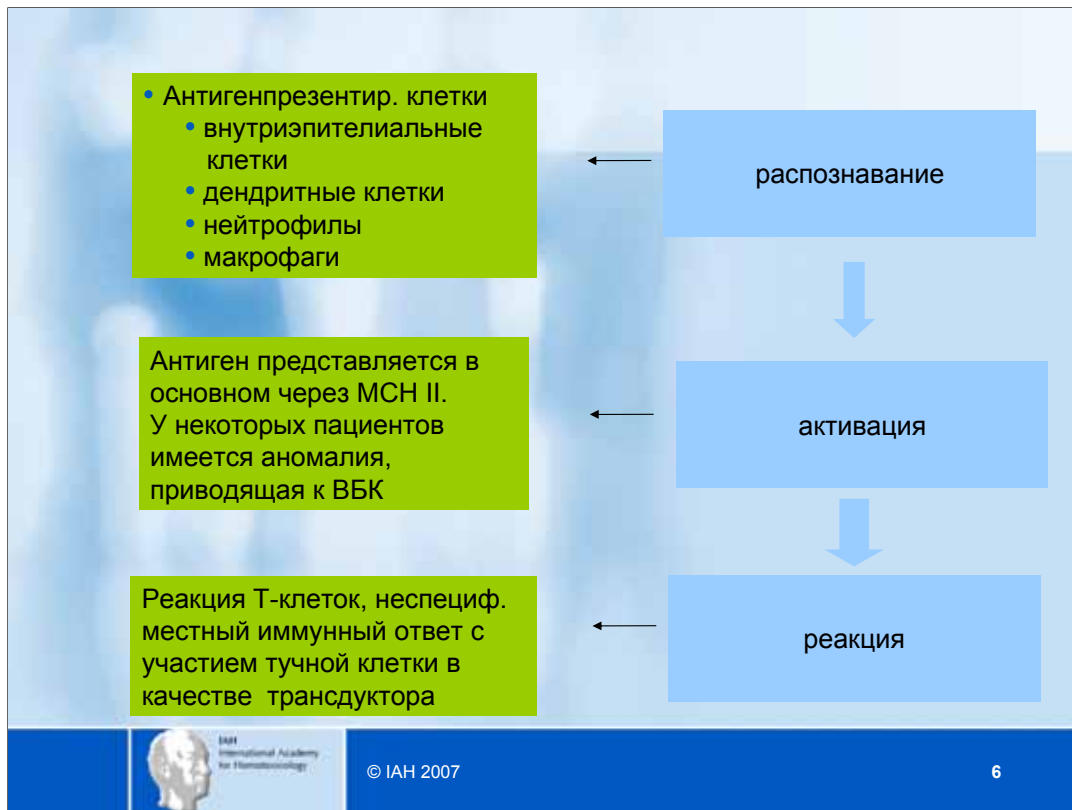 • Антигенпрезентир. клетки
• внутриэпителиальные
клетки
• дендритные клетки
• нейтрофилы
• макрофаги
распознавание
Антиген представляется в
основном через МСН II.
У некоторых пациентов
имеется аномалия,
приводящая к ВБК
активация
Реакция Т-клеток, неспециф.
местный иммунный ответ с
участием тучной клетки в
качестве трансдуктора
реакция
IAH
International Academy
for Homotoxicology
© IAH 2007
6